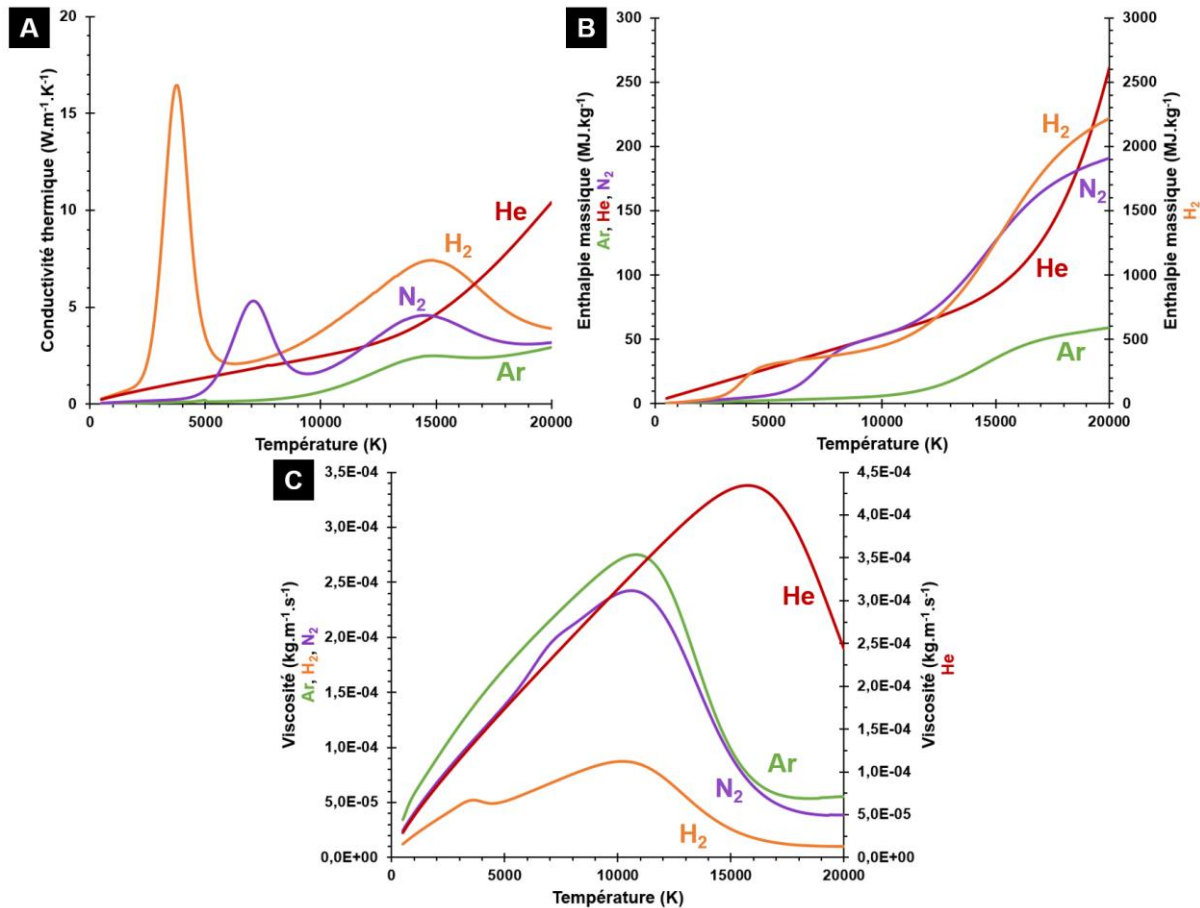 A
Conductivité thermique (W.m⁻¹.K⁻¹)
20
15
10
5
0
0
5000
10000
15000
20000
Température (K)
He
H₂
N₂
Ar
B
Enthalpie massique (MJ.kg⁻¹)
Ar, He, N₂
300
250
200
150
100
50
0
0
5000
10000
15000
20000
Température (K)
3000
2500
2000
1500
1000
500
0
Enthalpie massique (MJ.kg⁻¹)
H₂
H₂
N₂
He
Ar
C
Viscosité (kg.m⁻¹.s⁻¹)
Ar, H₂, N₂
3,5E-04
3,0E-04
2,5E-04
2,0E-04
1,5E-04
1,0E-04
5,0E-05
0,0E+00
0
5000
10000
15000
20000
Température (K)
4,5E-04
4,0E-04
3,5E-04
3,0E-04
2,5E-04
2,0E-04
1,5E-04
1,0E-04
5,0E-05
0,0E+00
Viscosité (kg.m⁻¹.s⁻¹)
He
He
Ar
N₂
H₂